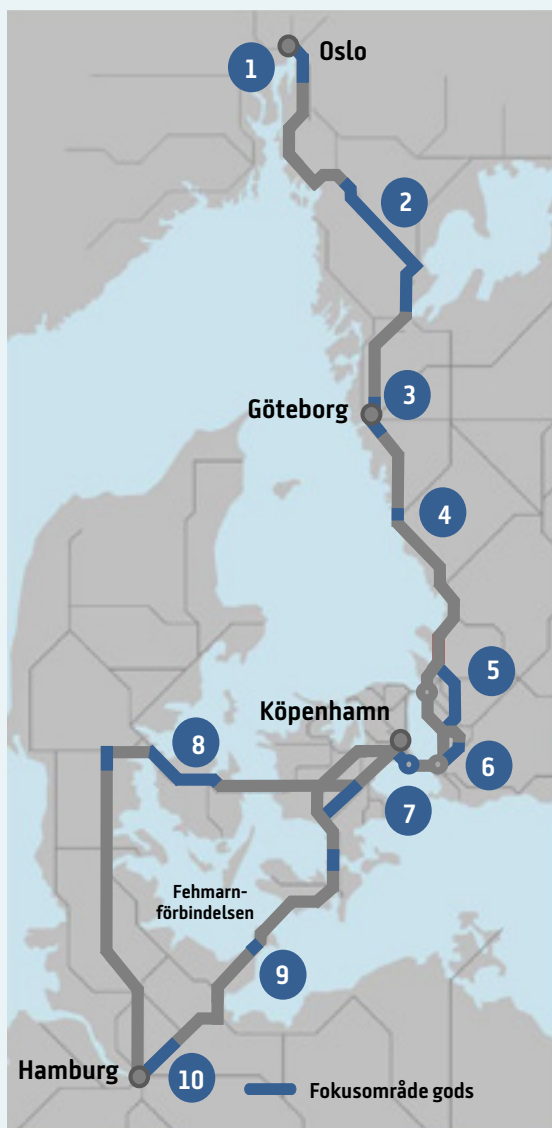 Oslo
1
2
3
Göteborg
4
5
Köpenhamn
6
8
7
Fehmarn-
förbindelsen
9
Hamburg
10
Fokusområde gods